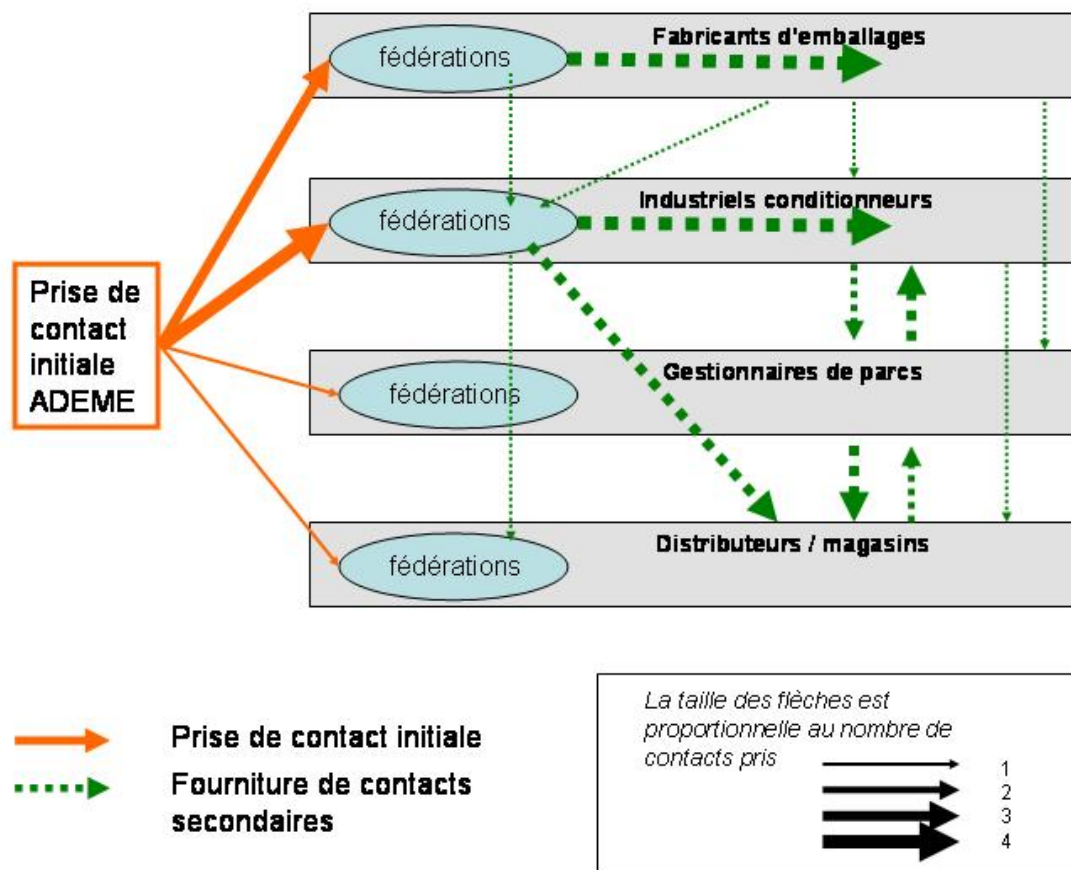 Fabricants d'emballages
fédérations
Industriels conditionneurs
fédérations
Prise de
contact
initiale
ADEME
Gestionnaires de parcs
fédérations
Distributeurs / magasins
fédérations
Prise de contact initiale
Fourniture de contacts
secondaires
La taille des flèches est
proportionnelle au nombre de
contacts pris
1
2
3
4